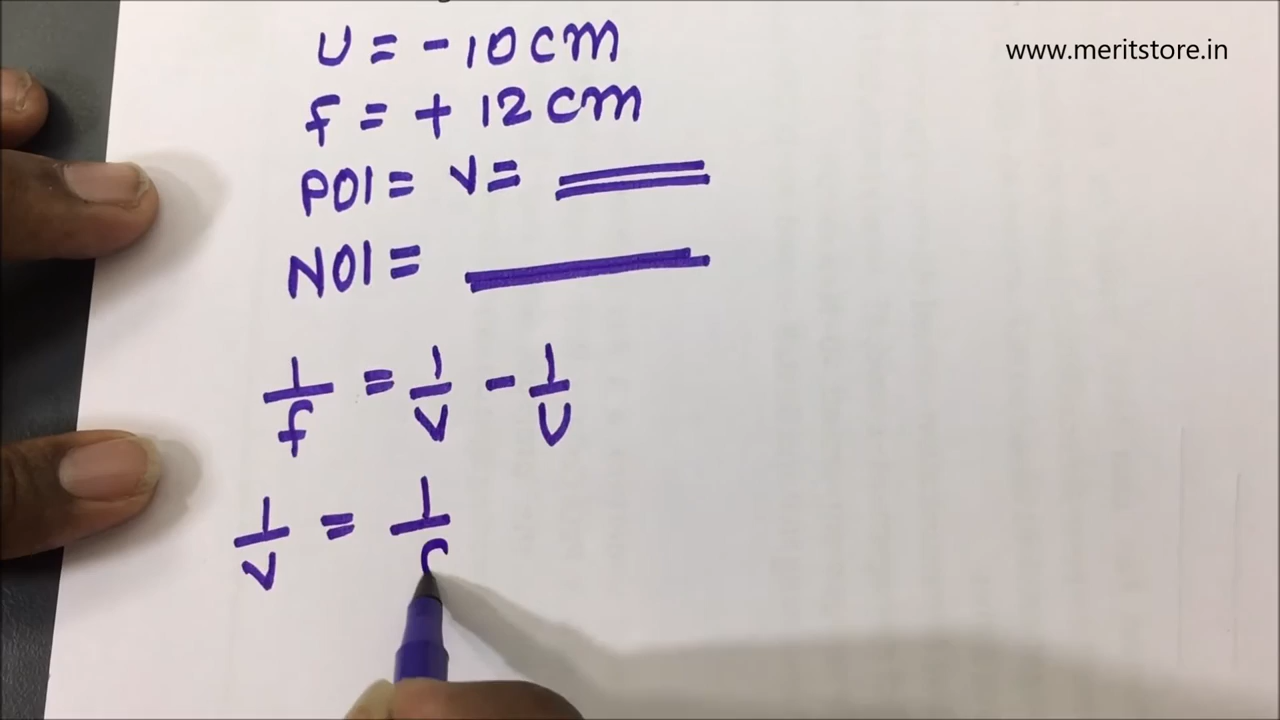 www.meritstore.in
U = - 10 cm
f = + 12 cm
POI = v =
NOI =
1/f = 1/v - 1/U
1/v = 1/